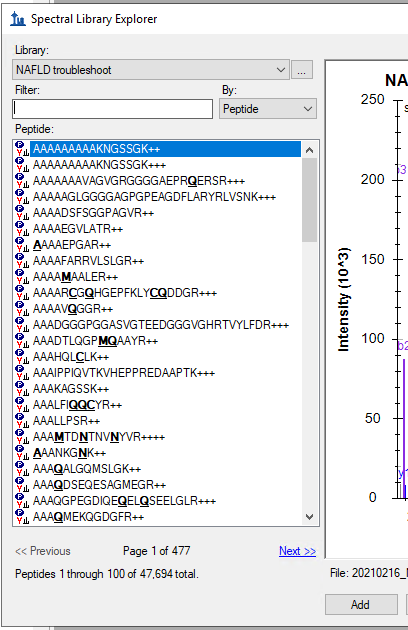 Spectral Library Explorer
Library:
NAFLD troubleshoot
...
Filter:
By:
Peptide
Peptide:
AAAAAAAAAAKNGSSGK++
AAAAAAAAAAKNGSSGK+++
AAAAAAAVAGVGRGGGGAEPRQERSR+++
AAAAAGLGGGGAGPGPEAGDFLARYRLVSNK+++
AAAADSFSGGPAGVR++
AAAAEGVLATR++
AAAAEPGAR++
AAAAFARRVLSLGR++
AAAAMAALER++
AAAARCGQHGEPFKLYCQDDGR+++
AAAAVQGGR++
AAADGGGPGGASVGTEEDGGGVGHRTVYLFDR+++
AAADTLQGPMQAAYR++
AAAHQLCLK++
AAAIPPIQVTKVHEPPREDAAPTK+++
AAAKAGSSK++
AAALFIQQCYR++
AAALLPSR++
AAAMTDNTNVNYVR++++
AAANKGNK++
AAAQALGQMSLGK++
AAAQDSEQESAGMEGR++
AAAQGPEGDIQEQELQSEELGLR+++
AAAQMEKQGDGFR++
<< Previous
Page 1 of 477
Next >>
Peptides 1 through 100 of 47,694 total.
NA
250
200
150
100
50
0
Intensity (10^3)
File: 20210216_
Add